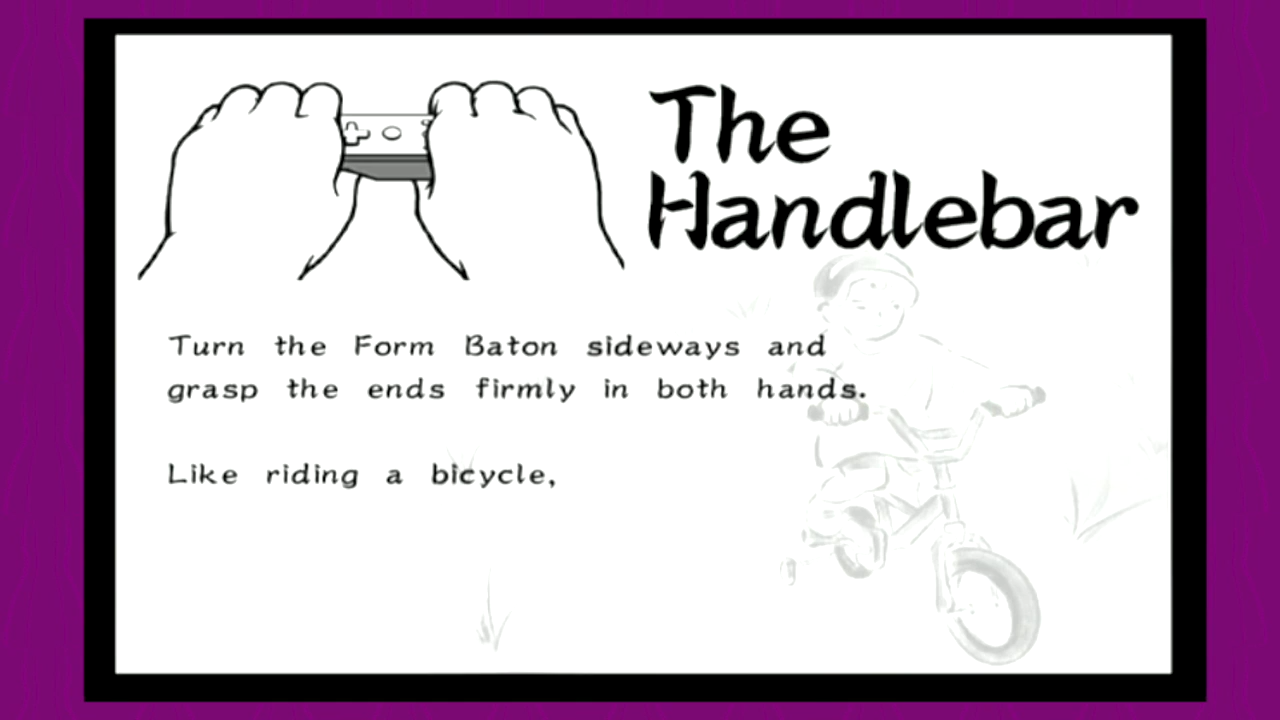 The
Handlebar
Turn the Form Baton sideways and
grasp the ends firmly in both hands.
Like riding a bicycle,